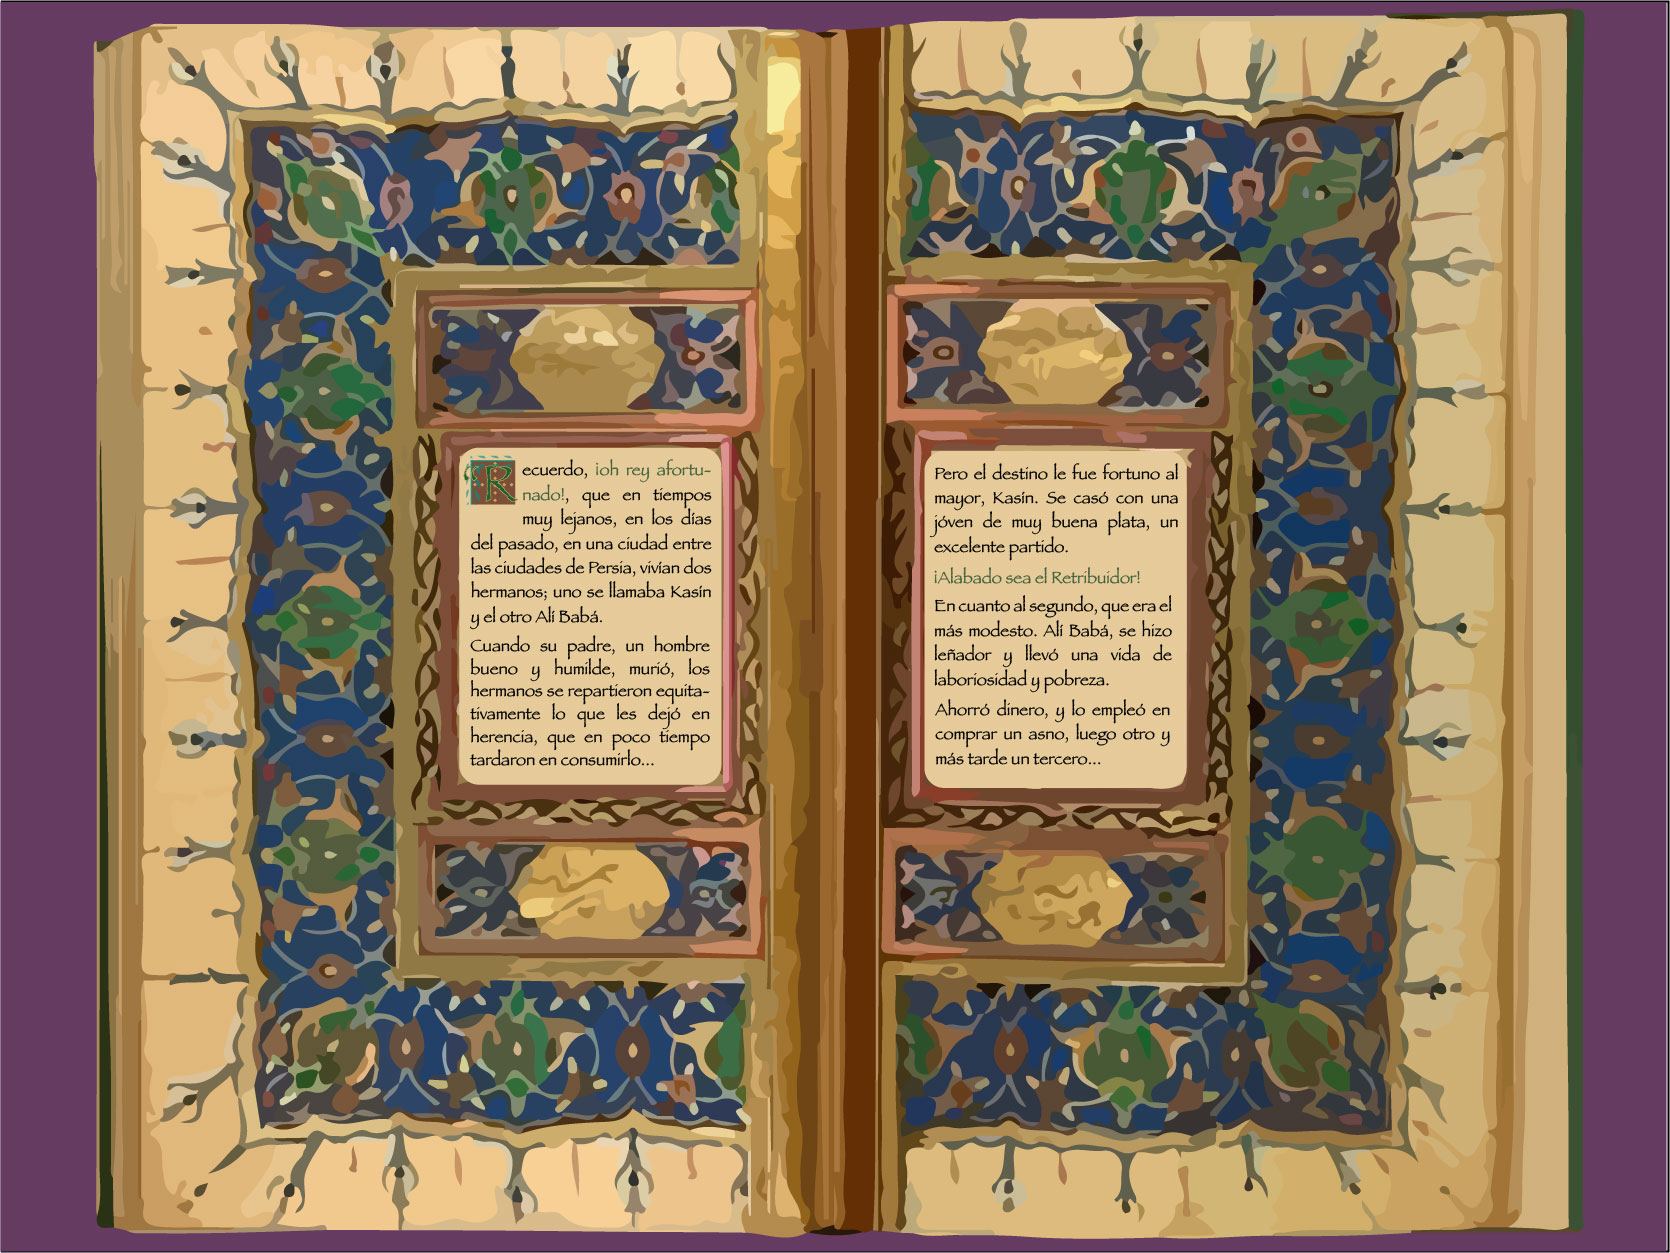 Recuerdo, ¡oh rey afortu-
nado!, que en tiempos
muy lejanos, en los días
del pasado, en una ciudad entre
las ciudades de Persia, vivían dos
hermanos; uno se llamaba Kasín
y el otro Alí Babá.
Cuando su padre, un hombre
bueno y humilde, murió, los
hermanos se repartieron equita-
tivamente lo que les dejó en
herencia, que en poco tiempo
tardaron en consumirlo...
Pero el destino le fue fortuno al
mayor, Kasín. Se casó con una
jóven de muy buena plata, un
excelente partido.
¡Alabado sea el Retribuidor!
En cuanto al segundo, que era el
más modesto. Alí Babá, se hizo
leñador y llevó una vida de
laboriosidad y pobreza.
Ahorró dinero, y lo empleó en
comprar un asno, luego otro y
más tarde un tercero...